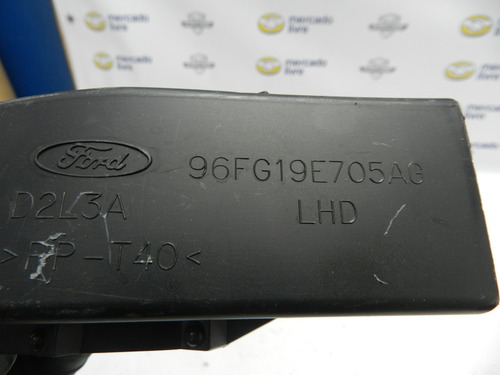 mercado
livre
mercado
livre
mercado
livre
Ford
96FG19E705AG
D2L3A
LHD
>PP-T40<